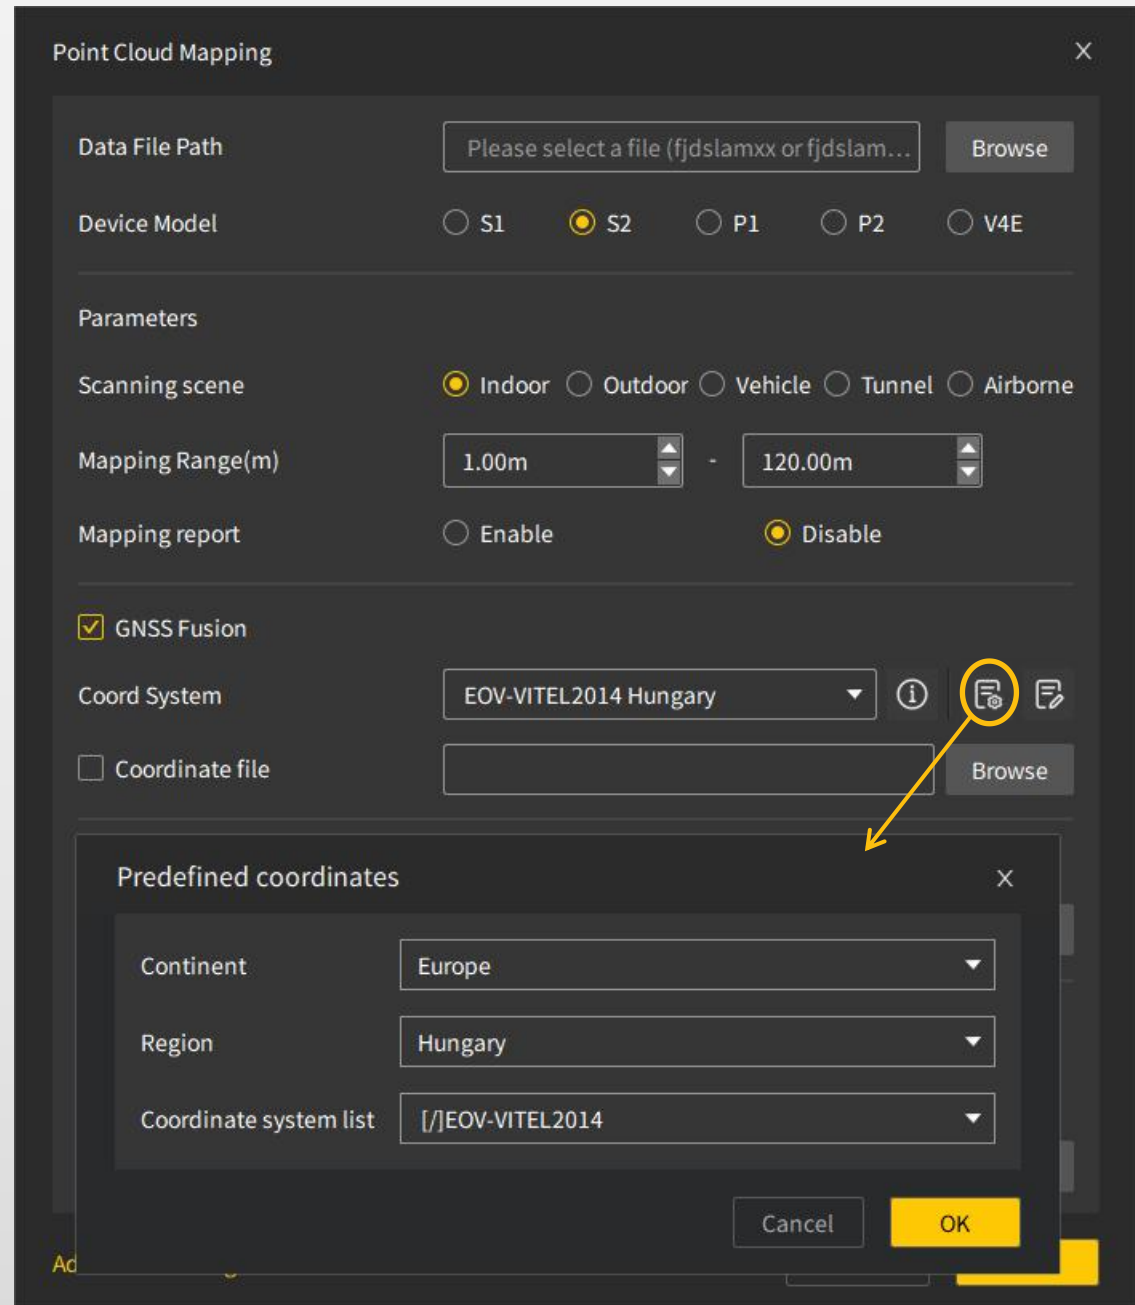 Point Cloud Mapping X
Data File Path Please select a file (fjdslamxx or fjdslam... Browse
Device Model S1 S2 P1 P2 V4E
Parameters
Scanning scene Indoor Outdoor Vehicle Tunnel Airborne
Mapping Range(m) 1.00m - 120.00m
Mapping report Enable Disable
GNSS Fusion
Coord System EOV-VITEL2014 Hungary
Coordinate file Browse
Predefined coordinates X
Continent Europe
Region Hungary
Coordinate system list [/]EOV-VITEL2014
Cancel OK